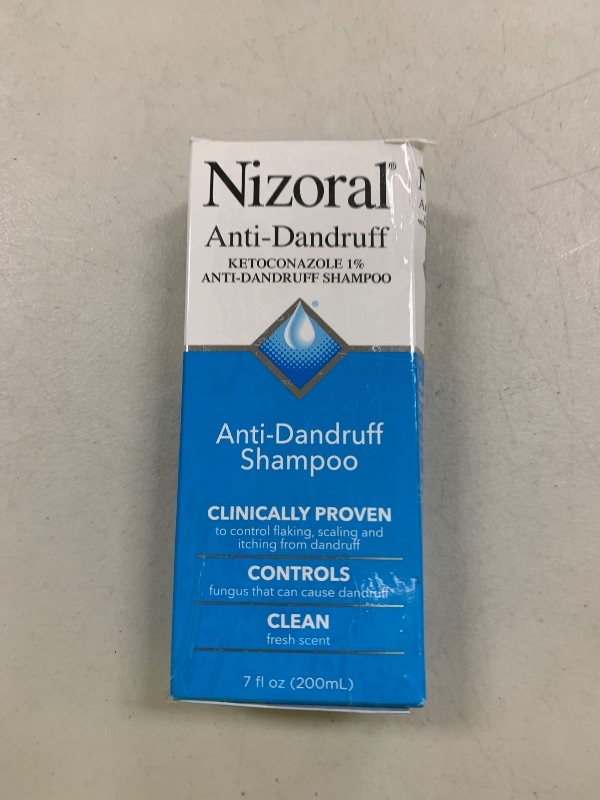 Nizoral®
Anti-Dandruff
KETOCONAZOLE 1%
ANTI-DANDRUFF SHAMPOO
®
Anti-Dandruff
Shampoo
CLINICALLY PROVEN
to control flaking, scaling and
itching from dandruff
CONTROLS
fungus that can cause dandruff
CLEAN
fresh scent
7 fl oz (200mL)